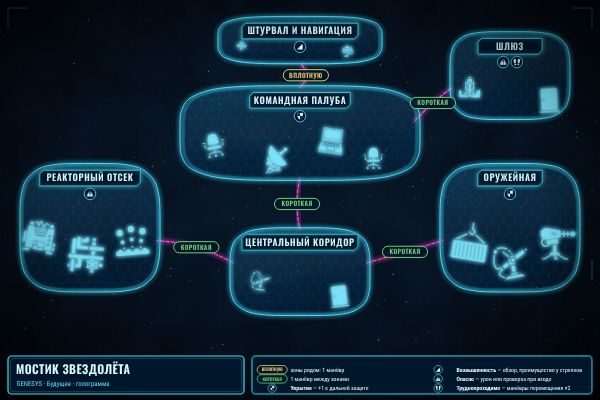 ШТУРВАЛ И НАВИГАЦИЯ
ШЛЮЗ
ВПЛОТНУЮ
КОМАНДНАЯ ПАЛУБА
КОРОТКАЯ
РЕАКТОРНЫЙ ОТСЕК
ОРУЖЕЙНАЯ
КОРОТКАЯ
ЦЕНТРАЛЬНЫЙ КОРИДОР
КОРОТКАЯ
КОРОТКАЯ
МОСТИК ЗВЕЗДОЛЁТА
GENESYS · Будущее · голограмма
ВПЛОТНУЮ зоны рядом: 1 манёвр
КОРОТКАЯ 1 манёвр между зонами
Укрытие — +1 к дальней защите
Возвышенность — обзор, преимущество у стрелков
Опасно — урон или проверка при входе
Труднопроходимо — манёвры перемещения ×2